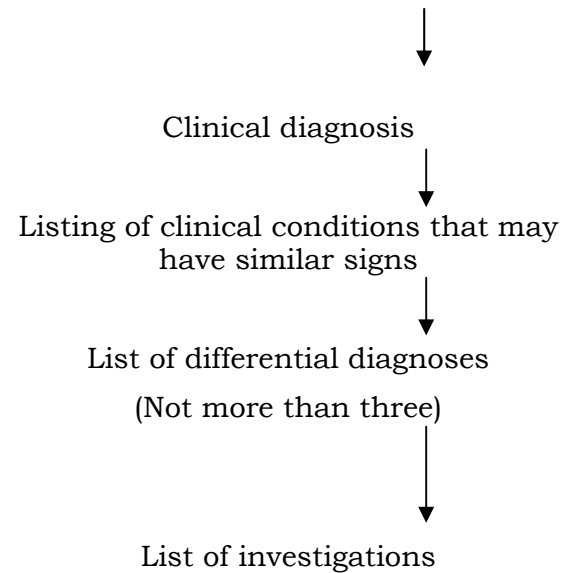 Clinical diagnosis
Listing of clinical conditions that may
have similar signs
List of differential diagnoses
(Not more than three)
List of investigations